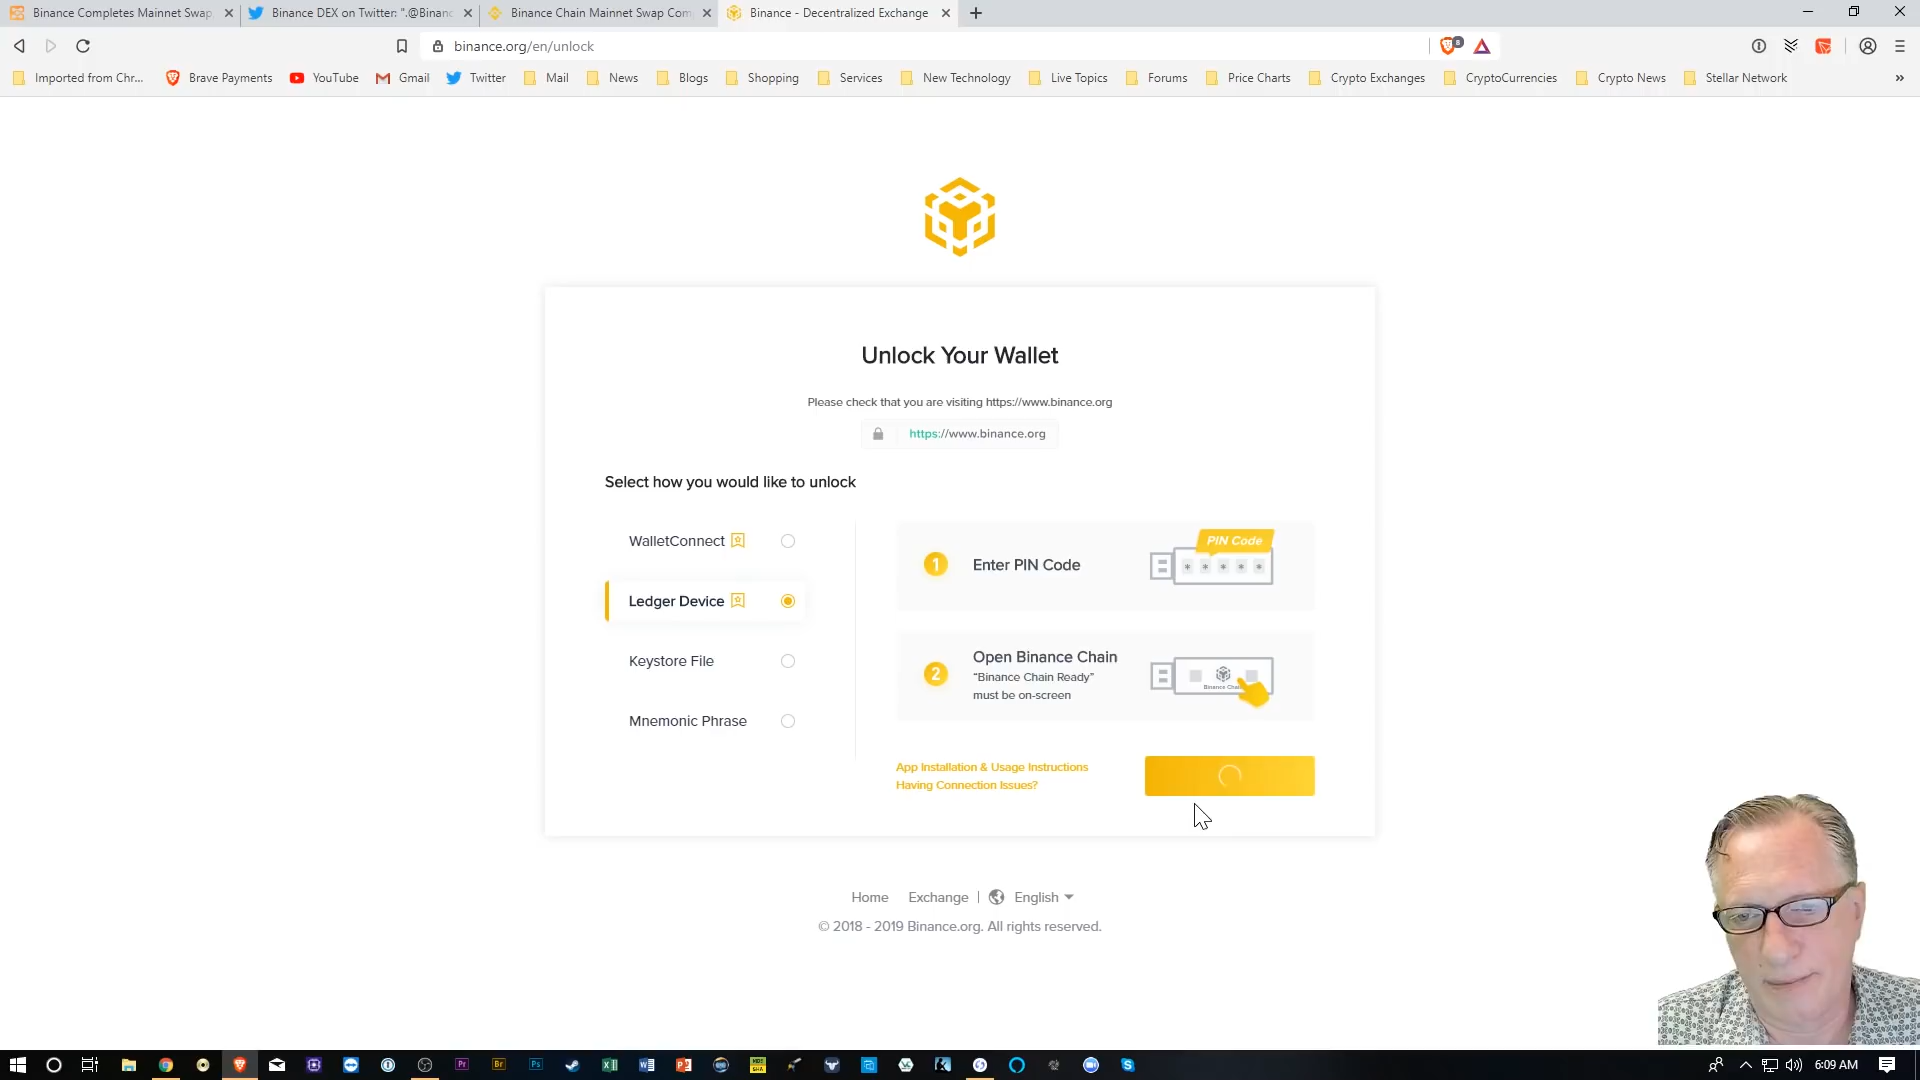 Binance Completes Mainnet Swap
Binance DEX on Twitter: ".@Binanc
Binance Chain Mainnet Swap Com
Binance - Decentralized Exchange
binance.org/en/unlock
8
Imported from Chr...
Brave Payments
YouTube
Gmail
Twitter
Mail
News
Blogs
Shopping
Services
New Technology
Live Topics
Forums
Price Charts
Crypto Exchanges
CryptoCurrencies
Crypto News
Stellar Network
»
Unlock Your Wallet
Please check that you are visiting https://www.binance.org
https://www.binance.org
Select how you would like to unlock
WalletConnect
Ledger Device
Keystore File
Mnemonic Phrase
1
Enter PIN Code
PIN Code
* * * * *
2
Open Binance Chain
“Binance Chain Ready”
must be on-screen
Binance Chai
App Installation & Usage Instructions
Having Connection Issues?
Home Exchange | English
© 2018 - 2019 Binance.org. All rights reserved.
Pr
Br
Ps
6:09 AM